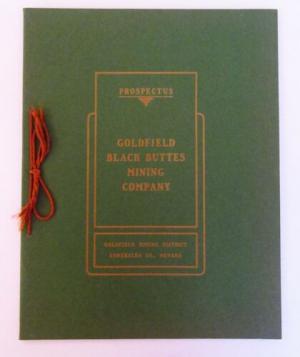 PROSPECTUS
GOLDFIELD
BLACK BUTTES
MINING
COMPANY
GOLDFIELD MINING DISTRICT
ESMERALDA CO. NEVADA